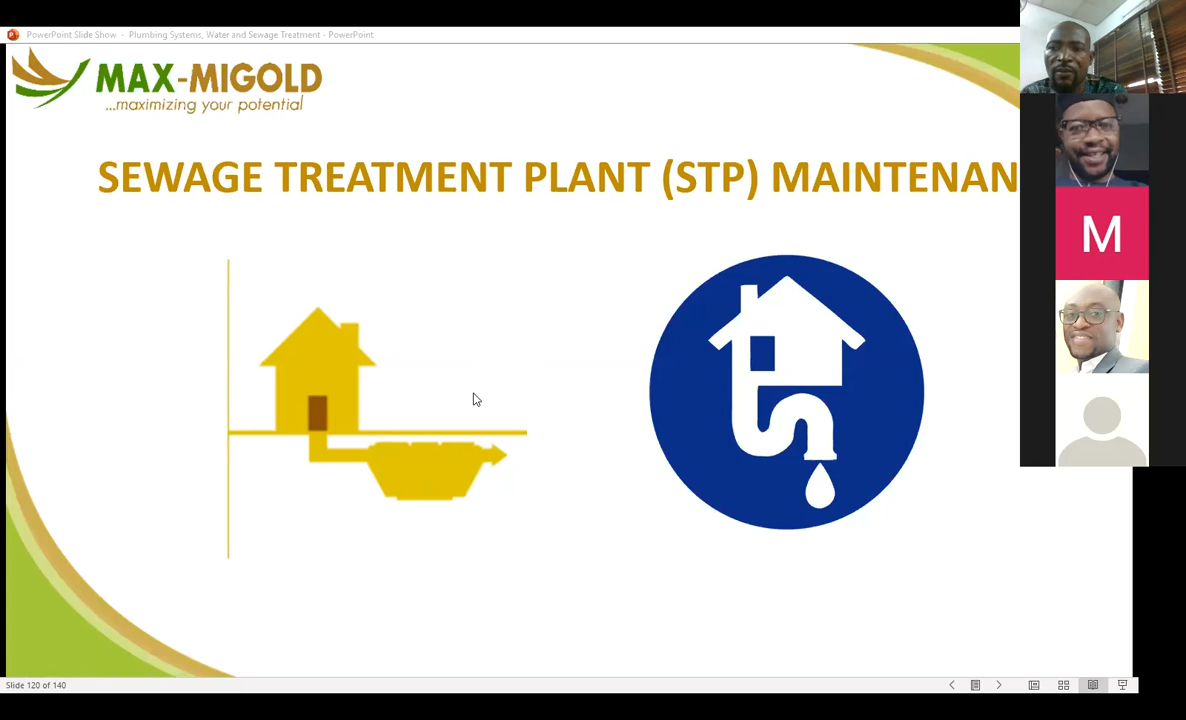 PowerPoint Slide Show - Plumbing Systems, Water and Sewage Treatment - PowerPoint
MAX-MIGOLD
...maximizing your potential
SEWAGE TREATMENT PLANT (STP) MAINTENAN
M
Slide 120 of 140